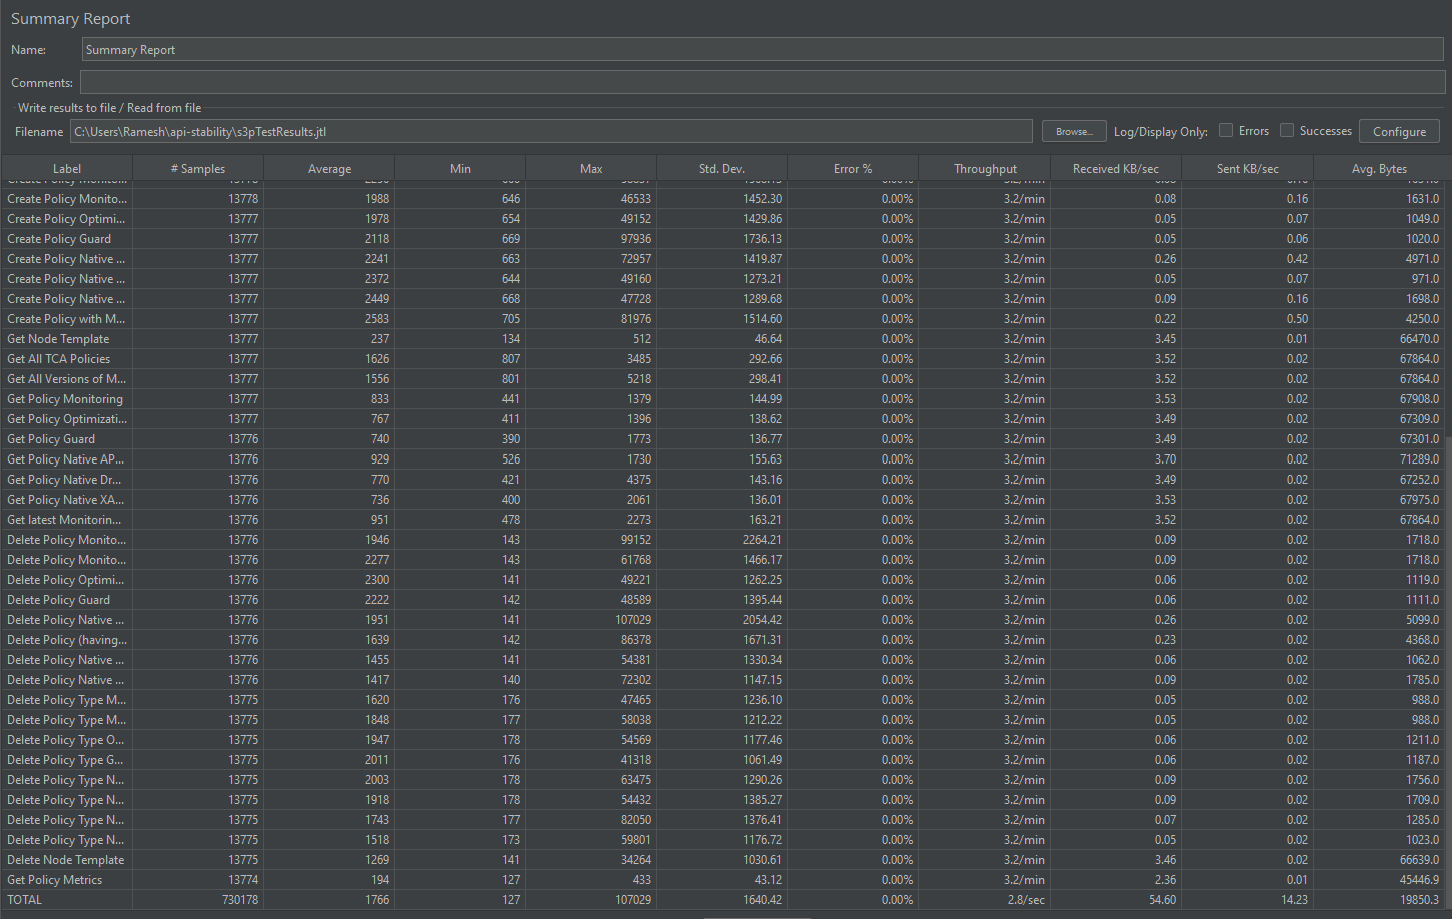 Summary Report
Name: Summary Report
Comments:
Write results to file / Read from file
Filename C:\Users\Ramesh\api-stability\s3pTestResults.jtl Browse... Log/Display Only: Errors Successes Configure
Label # Samples Average Min Max Std. Dev. Error % Throughput Received KB/sec Sent KB/sec Avg. Bytes
Create Policy Monito... 13778 1988 646 46533 1452.30 0.00% 3.2/min 0.08 0.16 1631.0
Create Policy Optimi... 13777 1978 654 49152 1429.86 0.00% 3.2/min 0.05 0.07 1049.0
Create Policy Guard 13777 2118 669 97936 1736.13 0.00% 3.2/min 0.05 0.06 1020.0
Create Policy Native ... 13777 2241 663 72957 1419.87 0.00% 3.2/min 0.26 0.42 4971.0
Create Policy Native ... 13777 2372 644 49160 1273.21 0.00% 3.2/min 0.05 0.07 971.0
Create Policy Native ... 13777 2449 668 47728 1289.68 0.00% 3.2/min 0.09 0.16 1698.0
Create Policy with M... 13777 2583 705 81976 1514.60 0.00% 3.2/min 0.22 0.50 4250.0
Get Node Template 13777 237 134 512 46.64 0.00% 3.2/min 3.45 0.01 66470.0
Get All TCA Policies 13777 1626 807 3485 292.66 0.00% 3.2/min 3.52 0.02 67864.0
Get All Versions of M... 13777 1556 801 5218 298.41 0.00% 3.2/min 3.52 0.02 67864.0
Get Policy Monitoring 13777 833 441 1379 144.99 0.00% 3.2/min 3.53 0.02 67908.0
Get Policy Optimizati... 13777 767 411 1396 138.62 0.00% 3.2/min 3.49 0.02 67309.0
Get Policy Guard 13776 740 390 1773 136.77 0.00% 3.2/min 3.49 0.02 67301.0
Get Policy Native AP... 13776 929 526 1730 155.63 0.00% 3.2/min 3.70 0.02 71289.0
Get Policy Native Dr... 13776 770 421 4375 143.16 0.00% 3.2/min 3.49 0.02 67252.0
Get Policy Native XA... 13776 736 400 2061 136.01 0.00% 3.2/min 3.53 0.02 67975.0
Get latest Monitorin... 13776 951 478 2273 163.21 0.00% 3.2/min 3.52 0.02 67864.0
Delete Policy Monito... 13776 1946 143 99152 2264.21 0.00% 3.2/min 0.09 0.02 1718.0
Delete Policy Monito... 13776 2277 143 61768 1466.17 0.00% 3.2/min 0.09 0.02 1718.0
Delete Policy Optimi... 13776 2300 141 49221 1262.25 0.00% 3.2/min 0.06 0.02 1119.0
Delete Policy Guard 13776 2222 142 48589 1395.44 0.00% 3.2/min 0.06 0.02 1111.0
Delete Policy Native ... 13776 1951 141 107029 2054.42 0.00% 3.2/min 0.26 0.02 5099.0
Delete Policy (having... 13776 1639 142 86378 1671.31 0.00% 3.2/min 0.23 0.02 4368.0
Delete Policy Native ... 13776 1455 141 54381 1330.34 0.00% 3.2/min 0.06 0.02 1062.0
Delete Policy Native ... 13776 1417 140 72302 1147.15 0.00% 3.2/min 0.09 0.02 1785.0
Delete Policy Type M... 13775 1620 176 47465 1236.10 0.00% 3.2/min 0.05 0.02 988.0
Delete Policy Type M... 13775 1848 177 58038 1212.22 0.00% 3.2/min 0.05 0.02 988.0
Delete Policy Type O... 13775 1947 178 54569 1177.46 0.00% 3.2/min 0.06 0.02 1211.0
Delete Policy Type G... 13775 2011 176 41318 1061.49 0.00% 3.2/min 0.06 0.02 1187.0
Delete Policy Type N... 13775 2003 178 63475 1290.26 0.00% 3.2/min 0.09 0.02 1756.0
Delete Policy Type N... 13775 1918 178 54432 1385.27 0.00% 3.2/min 0.09 0.02 1709.0
Delete Policy Type N... 13775 1743 177 82050 1376.41 0.00% 3.2/min 0.07 0.02 1285.0
Delete Policy Type N... 13775 1518 173 59801 1176.72 0.00% 3.2/min 0.05 0.02 1023.0
Delete Node Template 13775 1269 141 34264 1030.61 0.00% 3.2/min 3.46 0.02 66639.0
Get Policy Metrics 13774 194 127 433 43.12 0.00% 3.2/min 2.36 0.01 45446.9
TOTAL 730178 1766 127 107029 1640.42 0.00% 2.8/sec 54.60 14.23 19850.3